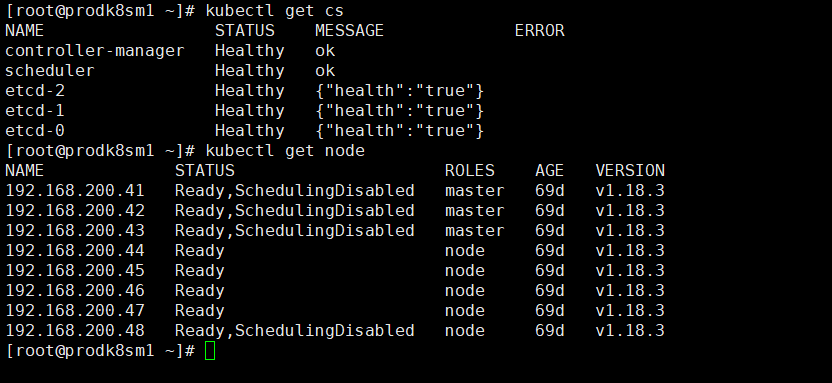 [root@prodk8sm1 ~]# kubectl get cs
NAME                 STATUS    MESSAGE             ERROR
controller-manager   Healthy   ok
scheduler            Healthy   ok
etcd-2               Healthy   {"health":"true"}
etcd-1               Healthy   {"health":"true"}
etcd-0               Healthy   {"health":"true"}
[root@prodk8sm1 ~]# kubectl get node
NAME             STATUS                     ROLES    AGE   VERSION
192.168.200.41   Ready,SchedulingDisabled   master   69d   v1.18.3
192.168.200.42   Ready,SchedulingDisabled   master   69d   v1.18.3
192.168.200.43   Ready,SchedulingDisabled   master   69d   v1.18.3
192.168.200.44   Ready                      node     69d   v1.18.3
192.168.200.45   Ready                      node     69d   v1.18.3
192.168.200.46   Ready                      node     69d   v1.18.3
192.168.200.47   Ready                      node     69d   v1.18.3
192.168.200.48   Ready,SchedulingDisabled   node     69d   v1.18.3
[root@prodk8sm1 ~]#